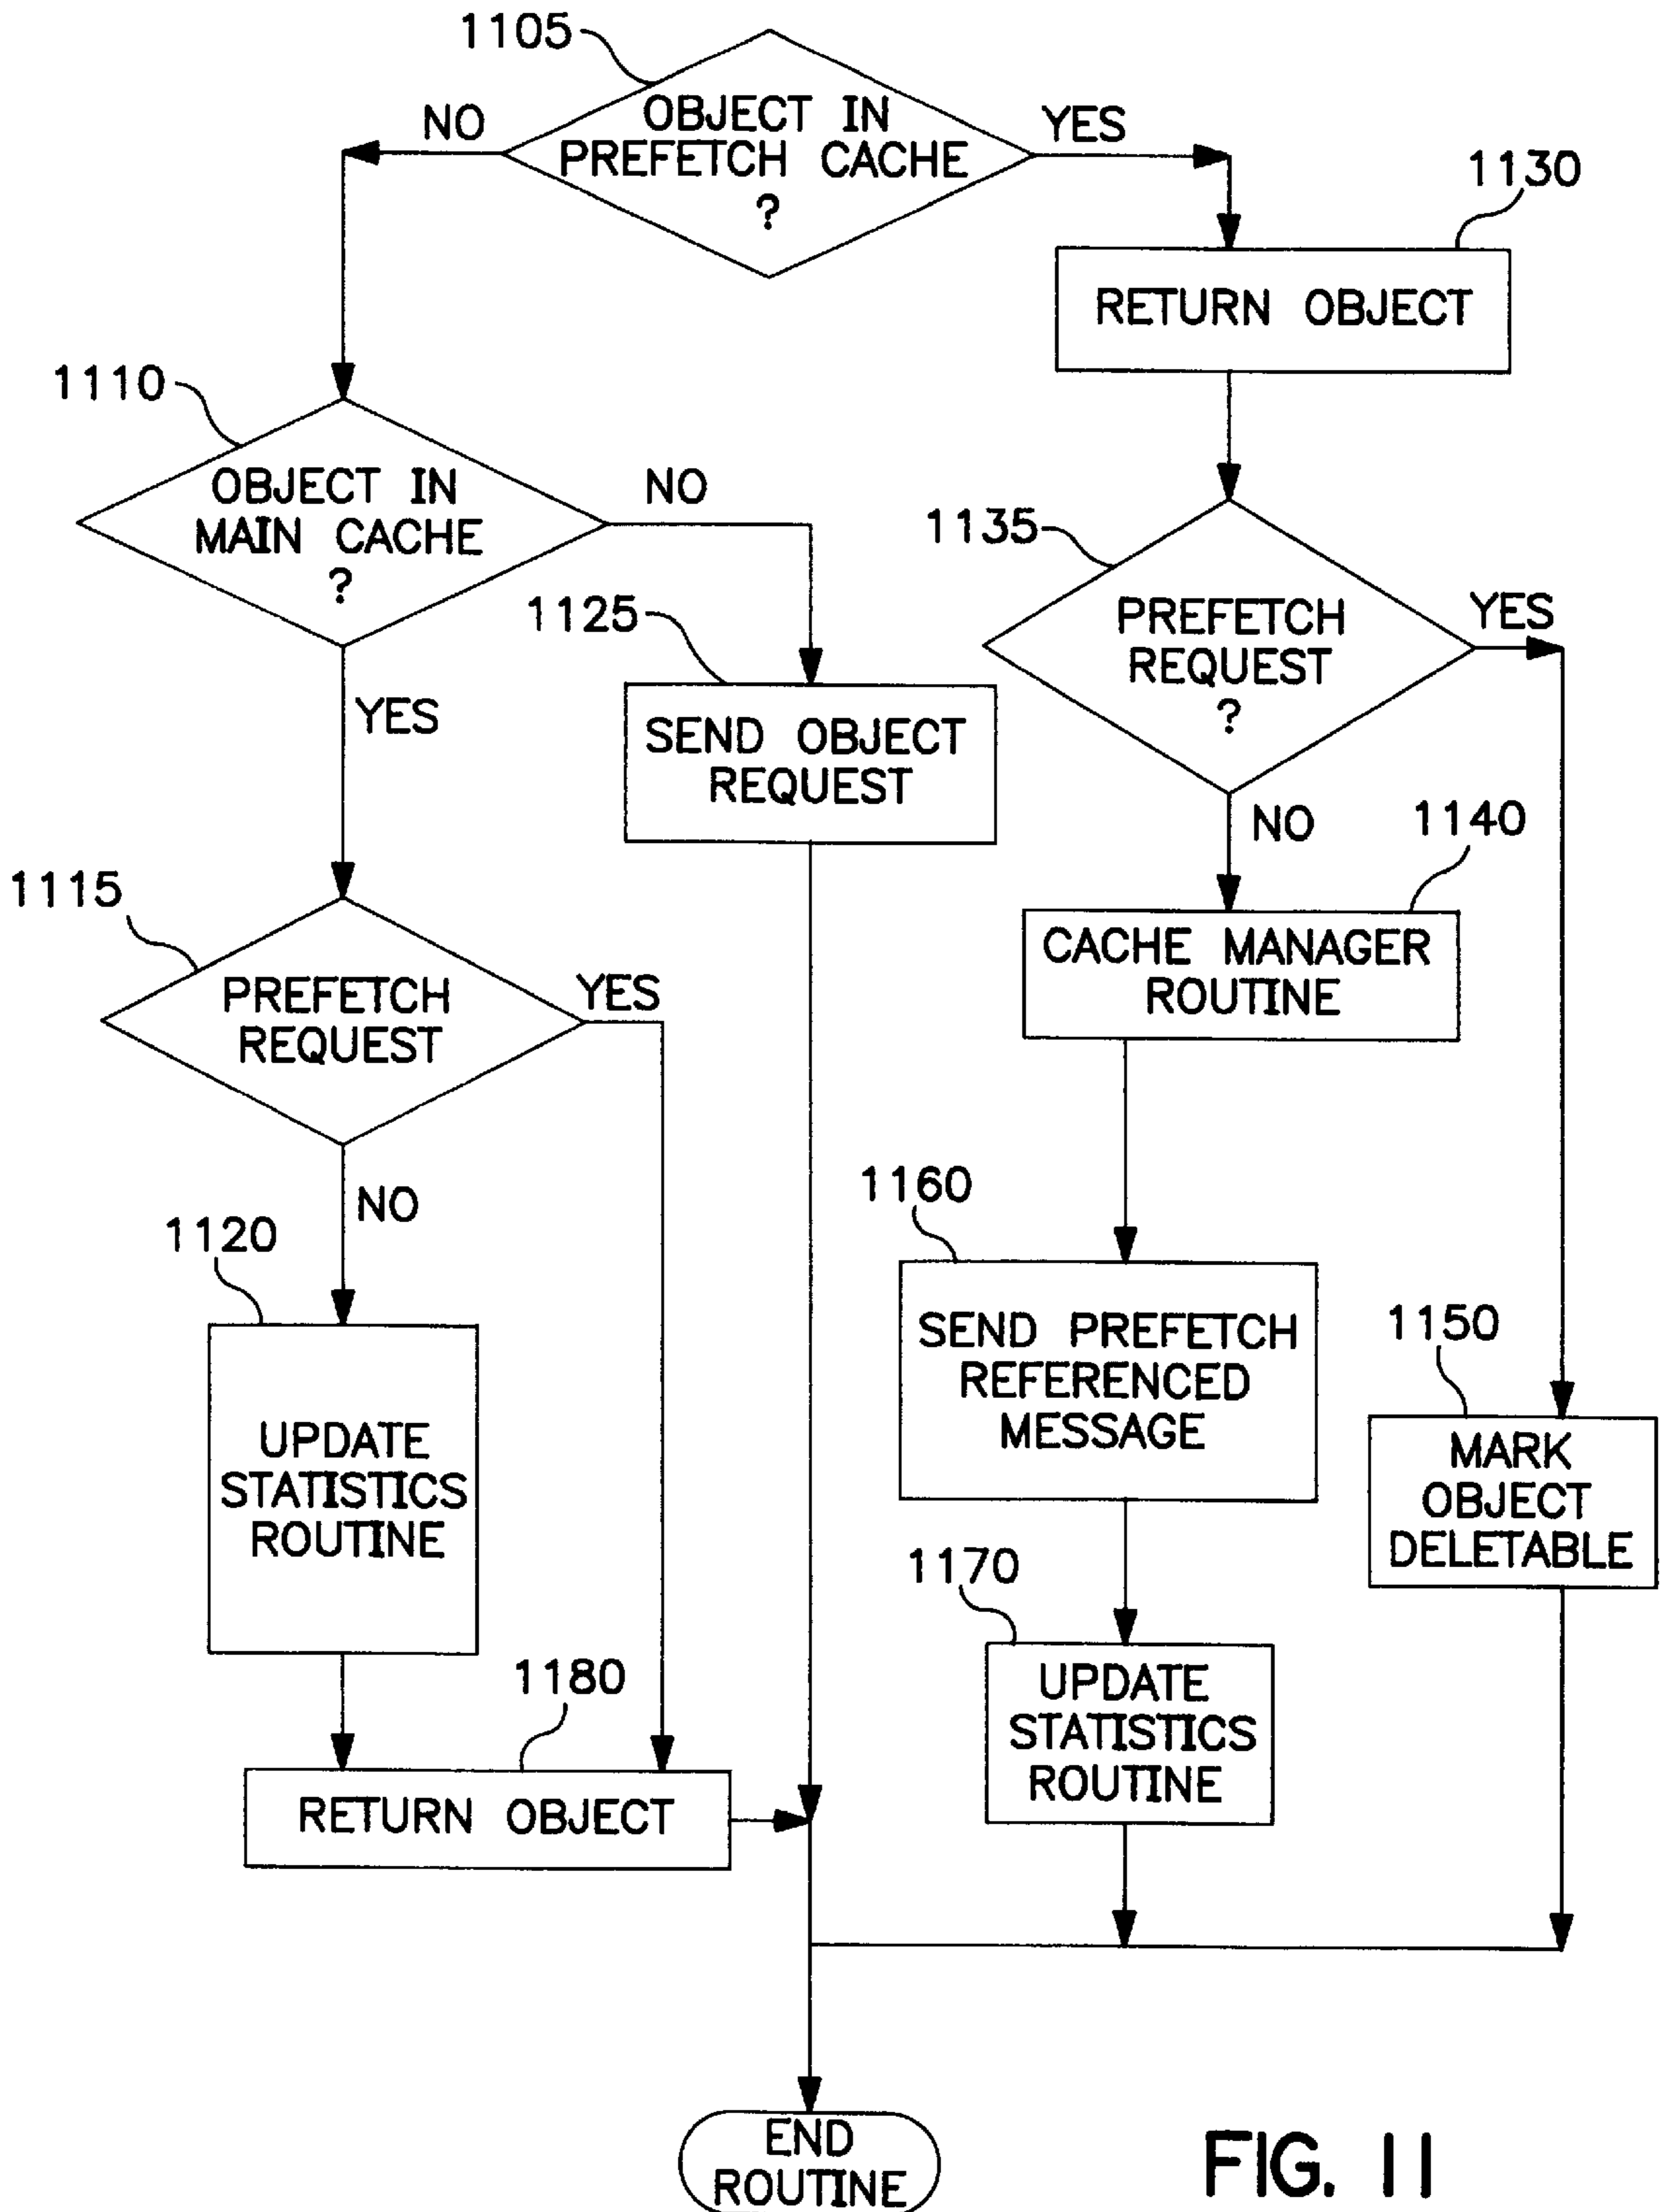 1105
OBJECT IN
PREFETCH CACHE
?
NO
YES
1130
RETURN OBJECT
1110
OBJECT IN
MAIN CACHE
?
NO
YES
1125
SEND OBJECT
REQUEST
1135
PREFETCH
REQUEST
?
YES
NO
1140
CACHE MANAGER
ROUTINE
1115
PREFETCH
REQUEST
YES
NO
1120
UPDATE
STATISTICS
ROUTINE
1160
SEND PREFETCH
REFERENCED
MESSAGE
1150
MARK
OBJECT
DELETABLE
1170
UPDATE
STATISTICS
ROUTINE
1180
RETURN OBJECT
END
ROUTINE
FIG. 11